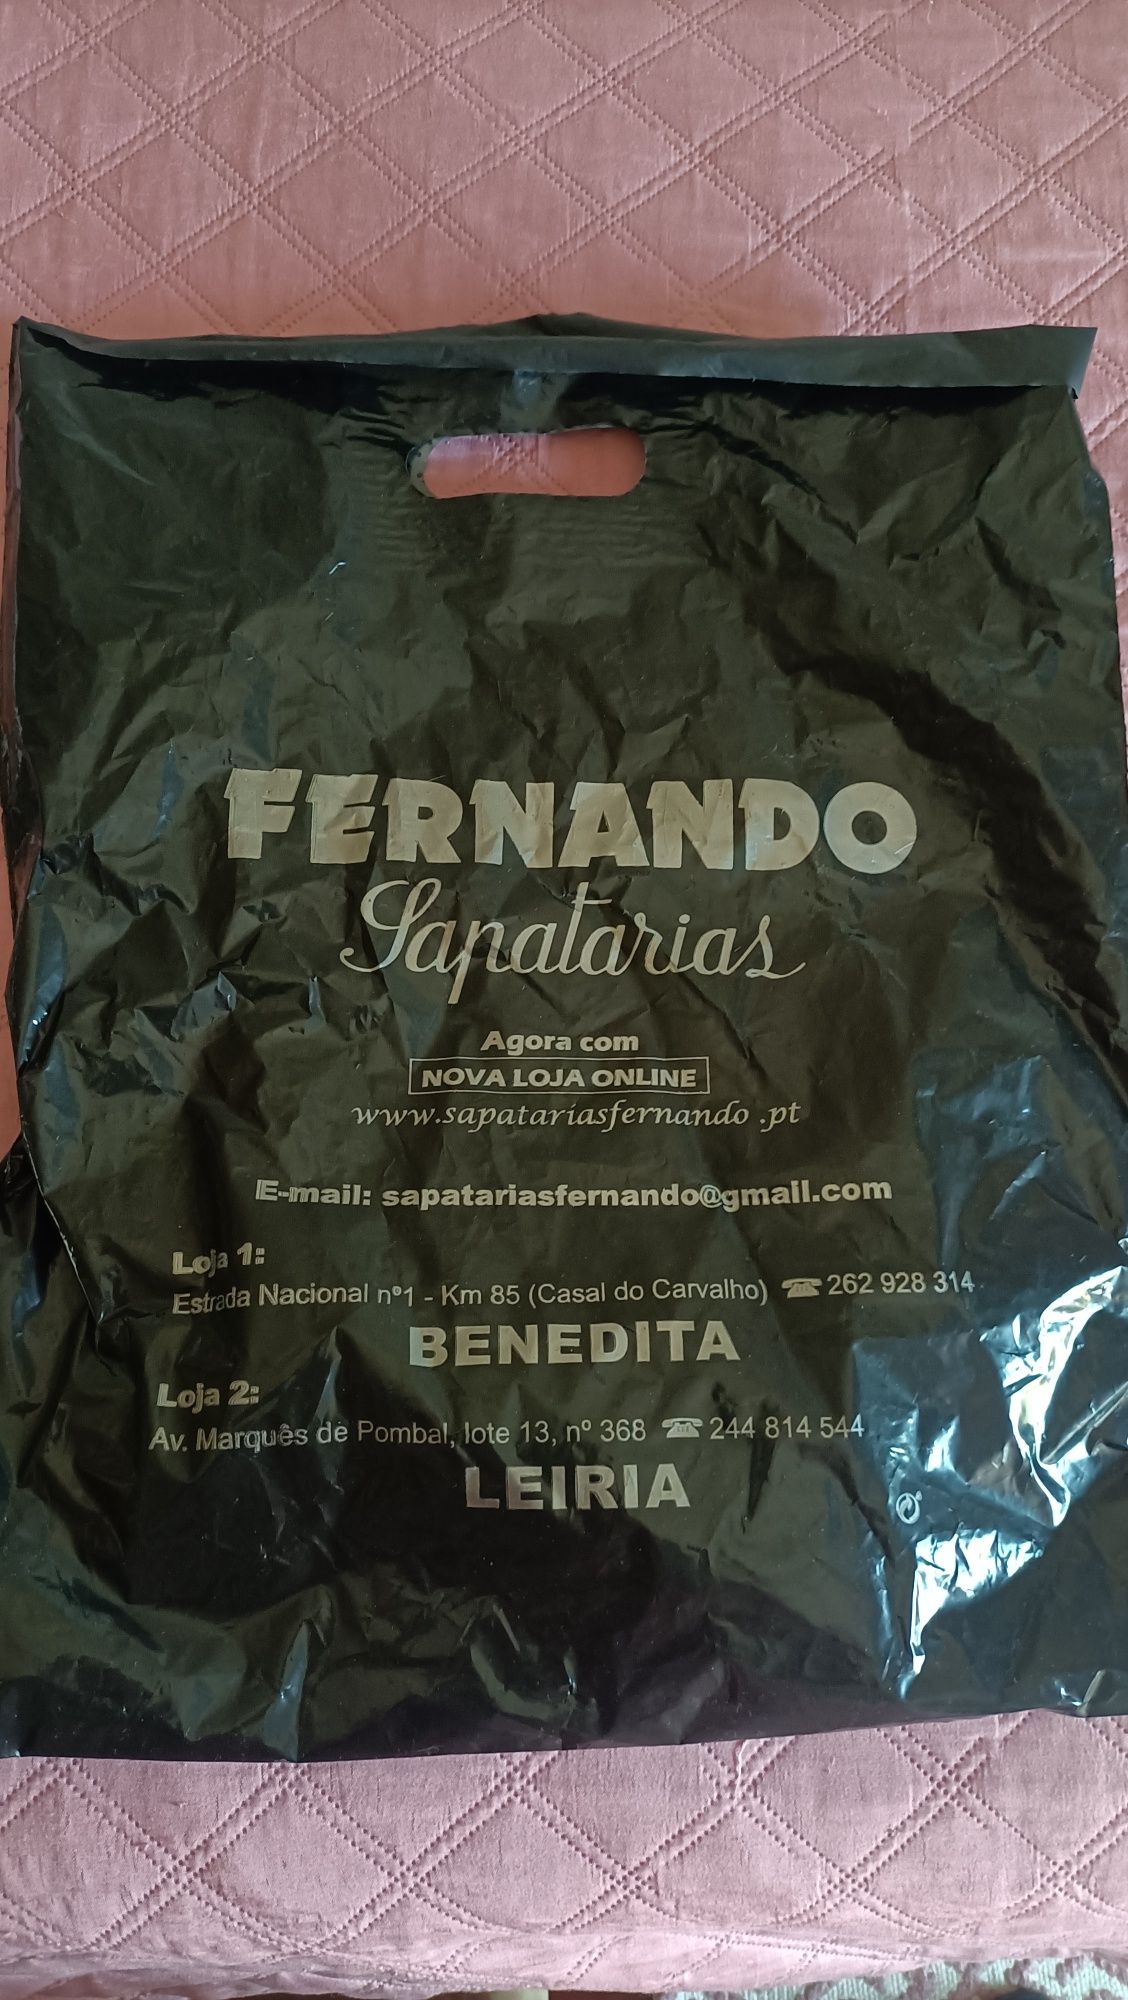 FERNANDO
Sapatarias
Agora com
NOVA LOJA ONLINE
www.sapatariasfernando .pt
E-mail: sapatariasfernando@gmail.com
Loja 1:
Estrada Nacional nº1 - Km 85 (Casal do Carvalho) ☎ 262 928 314
BENEDITA
Loja 2:
Av. Marquês de Pombal, lote 13, nº 368 ☎ 244 814 544
LEIRIA